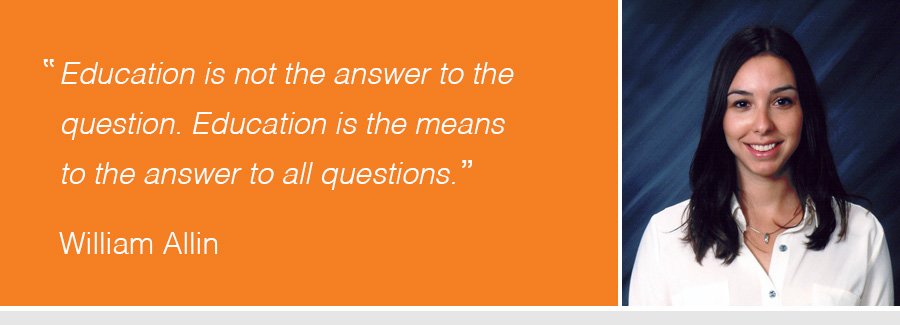 “Education is not the answer to the
question. Education is the means
to the answer to all questions.”
William Allin